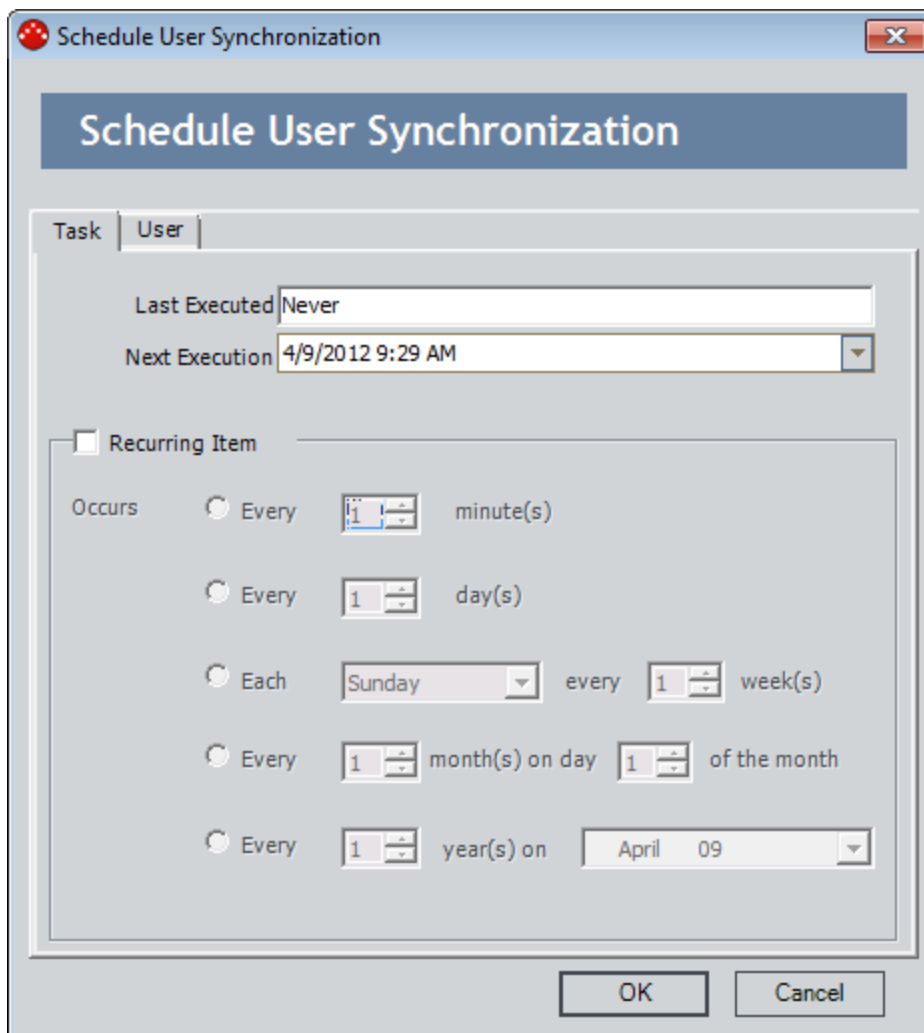 Schedule User Synchronization
Schedule User Synchronization
Task User
Last Executed Never
Next Execution 4/9/2012 9:29 AM
Recurring Item
Occurs Every 1 minute(s)
Every 1 day(s)
Each Sunday every 1 week(s)
Every 1 month(s) on day 1 of the month
Every 1 year(s) on April 09
OK Cancel